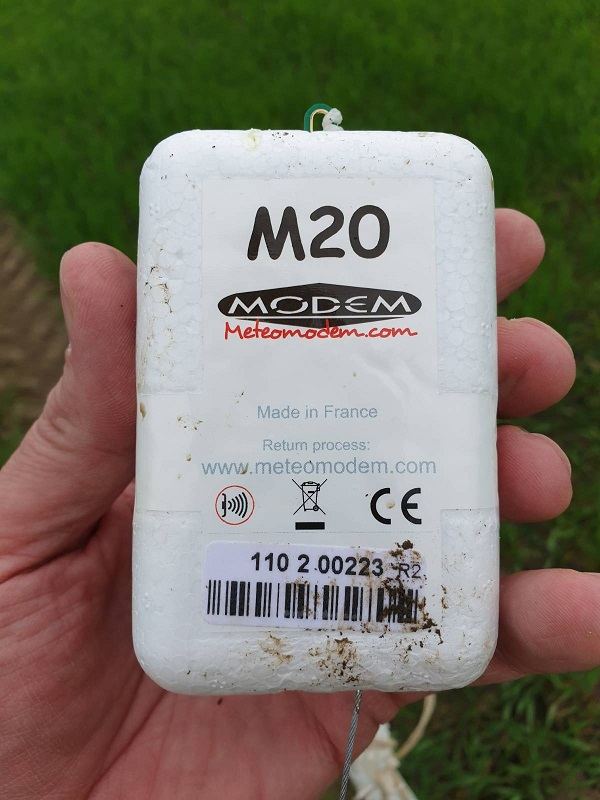 M20
MODEM
Meteomodem.com
Made in France
Return process:
www.meteomodem.com
CE
110 2 00223 R2